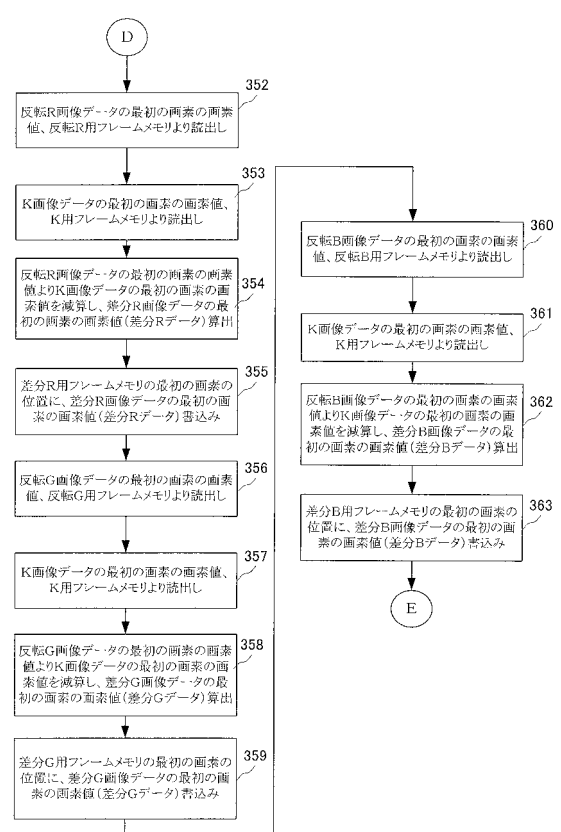 D
352
反転R画像データの最初の画素の画素
値、反転R用フレームメモリより読出し
353
K画像データの最初の画素の画素値、
K用フレームメモリより読出し
反転R画像データの最初の画素の画素
値よりK画像データの最初の画素の画
素値を減算し、差分R画像データの最
初の画素の画素値(差分Rデータ)算出
354
差分R用フレームメモリの最初の画素の
位置に、差分R画像データの最初の画
素の画素値(差分Rデータ)書込み
355
反転G画像データの最初の画素の画素
値、反転G用フレームメモリより読出し
356
K画像データの最初の画素の画素値、
K用フレームメモリより読出し
357
反転G画像データの最初の画素の画素
値よりK画像データの最初の画素の画
素値を減算し、差分G画像データの最
初の画素の画素値(差分Gデータ)算出
358
差分G用フレームメモリの最初の画素の
位置に、差分G画像データの最初の画
素の画素値(差分Gデータ)書込み
359
360
反転B画像データの最初の画素の画素
値、反転B用フレームメモリより読出し
361
K画像データの最初の画素の画素値、
K用フレームメモリより読出し
反転B画像データの最初の画素の画素
値よりK画像データの最初の画素の画
素値を減算し、差分B画像データの最
初の画素の画素値(差分Bデータ)算出
362
差分B用フレームメモリの最初の画素の
位置に、差分B画像データの最初の画
素の画素値(差分Bデータ)書込み
363
E